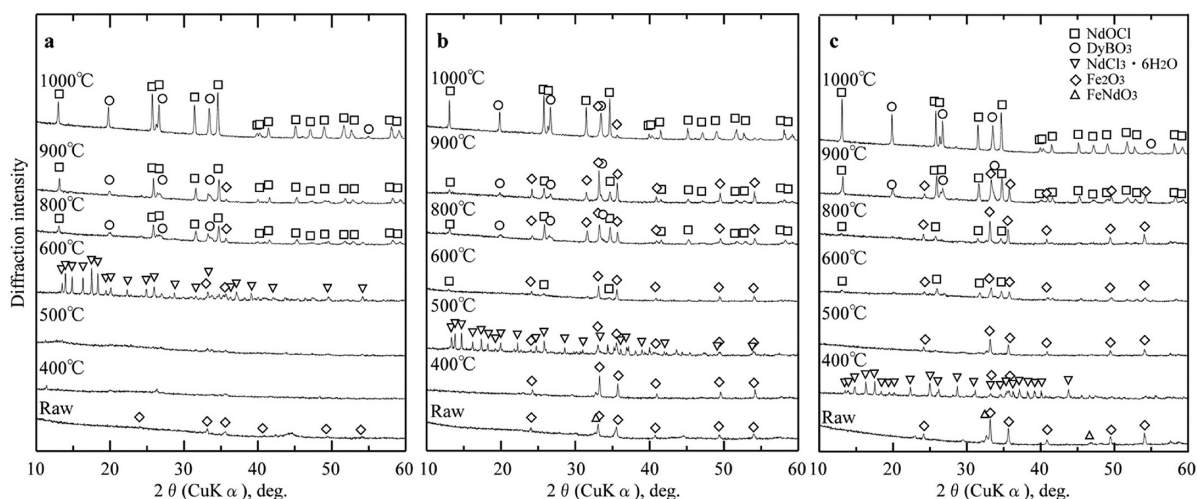 Diffraction intensity
a
1000℃
900℃
800℃
600℃
500℃
400℃
Raw
10 20 30 40 50 60
2 θ (CuK α), deg.
b
1000℃
900℃
800℃
600℃
500℃
400℃
Raw
10 20 30 40 50 60
2 θ (CuK α), deg.
c
NdOCl
DyBO3
NdCl3・6H2O
Fe2O3
FeNdO3
1000℃
900℃
800℃
600℃
500℃
400℃
Raw
10 20 30 40 50 60
2 θ (CuK α), deg.